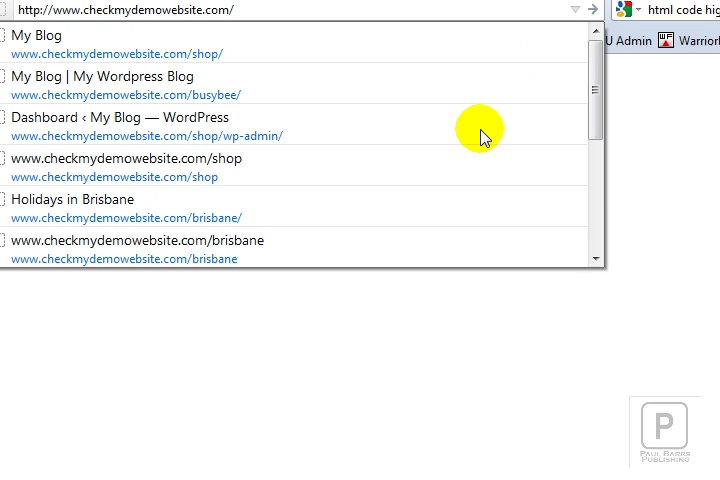 http://www.checkmydemowebsite.com/
html code hig
My Blog
www.checkmydemowebsite.com/shop/
U Admin
Warriorl
My Blog | My Wordpress Blog
www.checkmydemowebsite.com/busybee/
Dashboard ‹ My Blog — WordPress
www.checkmydemowebsite.com/shop/wp-admin/
www.checkmydemowebsite.com/shop
www.checkmydemowebsite.com/shop
Holidays in Brisbane
www.checkmydemowebsite.com/brisbane/
www.checkmydemowebsite.com/brisbane
www.checkmydemowebsite.com/brisbane
P
PAUL BARRS
PUBLISHING